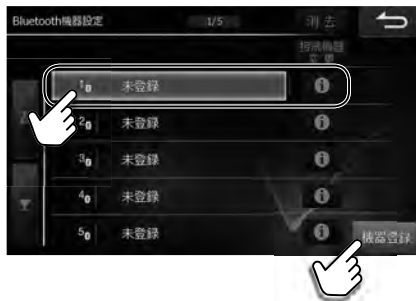 Bluetooth機器設定 1/5 消去
接続機器
変更
1 未登録
2 未登録
3 未登録
4 未登録
5 未登録
機器登録